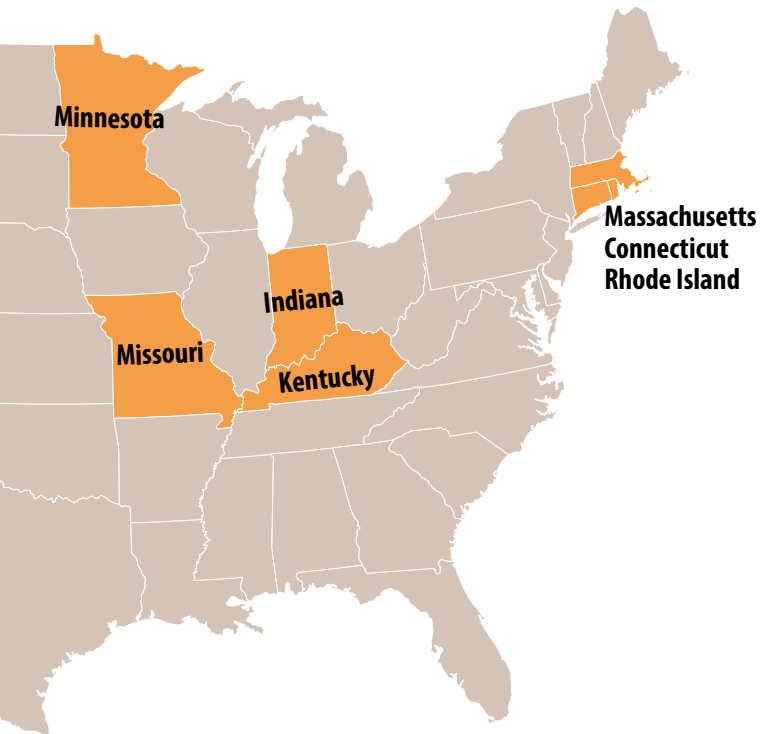 Minnesota
Massachusetts
Connecticut
Rhode Island
Indiana
Missouri
Kentucky